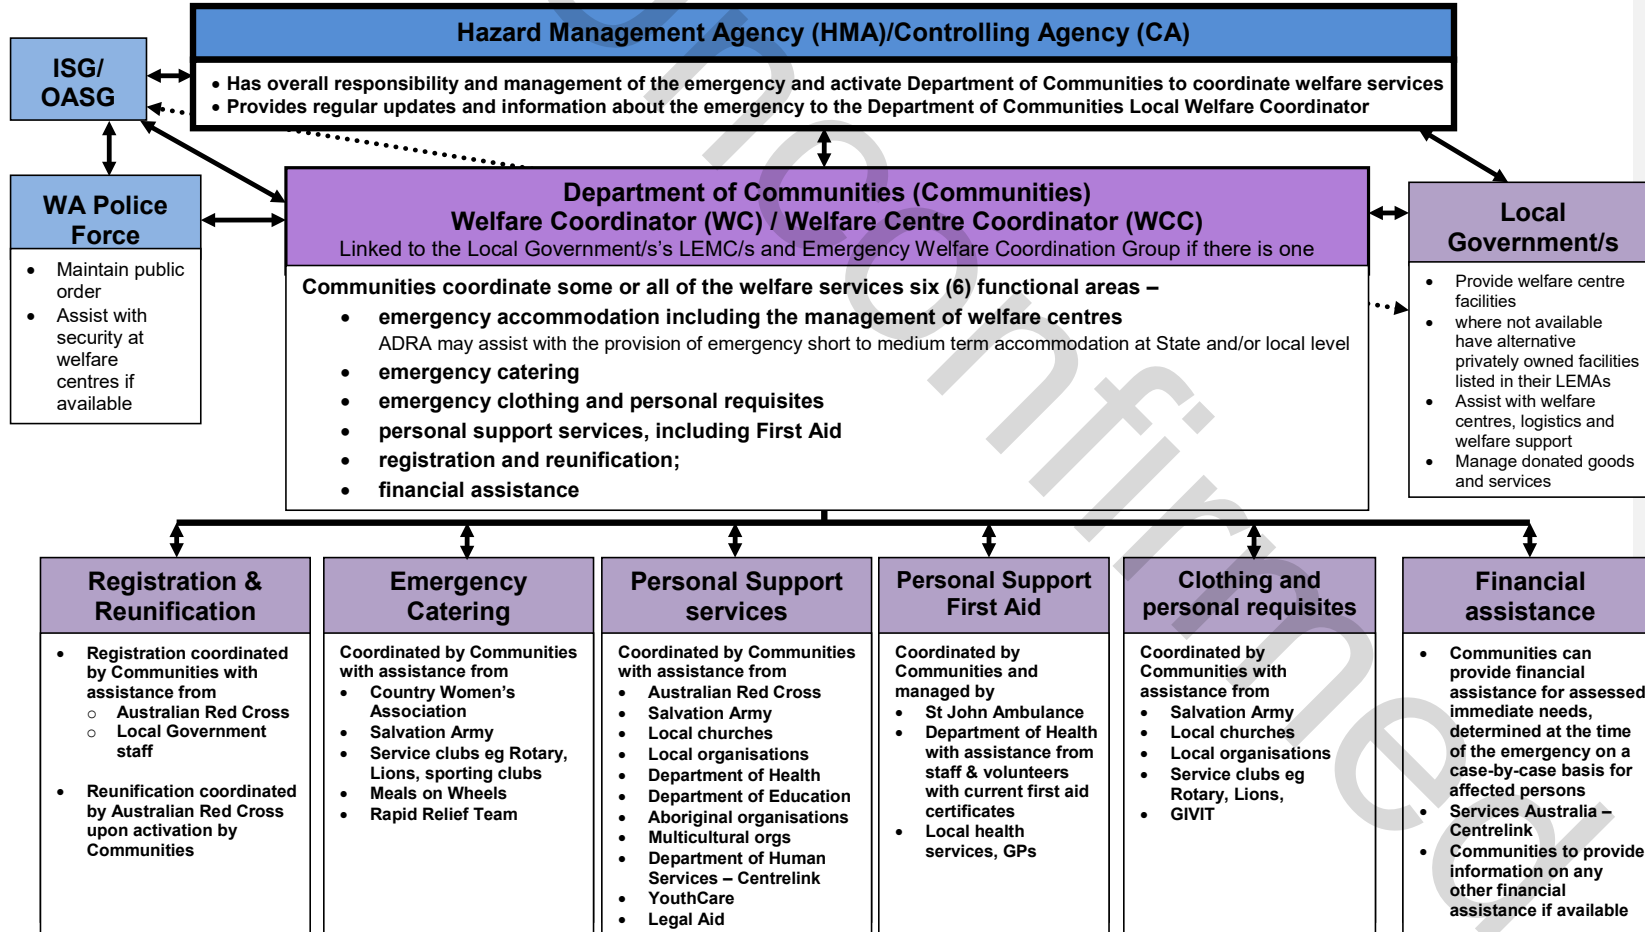 Hazard Management Agency (HMA)/Controlling Agency (CA)
• Has overall responsibility and management of the emergency and activate Department of Communities to coordinate welfare services
• Provides regular updates and information about the emergency to the Department of Communities Local Welfare Coordinator
ISG/
OASG
WA Police
Force
• Maintain public
order
• Assist with
security at
welfare
centres if
available
Department of Communities (Communities)
Welfare Coordinator (WC) / Welfare Centre Coordinator (WCC)
Linked to the Local Government/s's LEMC/s and Emergency Welfare Coordination Group if there is one
Communities coordinate some or all of the welfare services six (6) functional areas –
• emergency accommodation including the management of welfare centres
ADRA may assist with the provision of emergency short to medium term accommodation at State and/or local level
• emergency catering
• emergency clothing and personal requisites
• personal support services, including First Aid
• registration and reunification;
• financial assistance
Local
Government/s
• Provide welfare centre
facilities
• where not available
have alternative
privately owned facilities
listed in their LEMAs
• Assist with welfare
centres, logistics and
welfare support
• Manage donated goods
and services
Registration &
Reunification
• Registration coordinated
by Communities with
assistance from
o Australian Red Cross
o Local Government
staff
• Reunification coordinated
by Australian Red Cross
upon activation by
Communities
Emergency
Catering
Coordinated by Communities
with assistance from
• Country Women's
Association
• Salvation Army
• Service clubs eg Rotary,
Lions, sporting clubs
• Meals on Wheels
• Rapid Relief Team
Personal Support
services
Coordinated by Communities
with assistance from
• Australian Red Cross
• Salvation Army
• Local churches
• Local organisations
• Department of Health
• Department of Education
• Aboriginal organisations
• Multicultural orgs
• Department of Human
Services – Centrelink
• YouthCare
• Legal Aid
Personal Support
First Aid
Coordinated by
Communities and
managed by
• St John Ambulance
• Department of Health
with assistance from
staff & volunteers
with current first aid
certificates
• Local health
services, GPs
Clothing and
personal requisites
Coordinated by
Communities with
assistance from
• Salvation Army
• Local churches
• Local organisations
• Service clubs eg
Rotary, Lions,
• GIVIT
Financial
assistance
• Communities can
provide financial
assistance for assessed
immediate needs,
determined at the time
of the emergency on a
case-by-case basis for
affected persons
• Services Australia –
Centrelink
• Communities to provide
information on any
other financial
assistance if available
unconfirmed